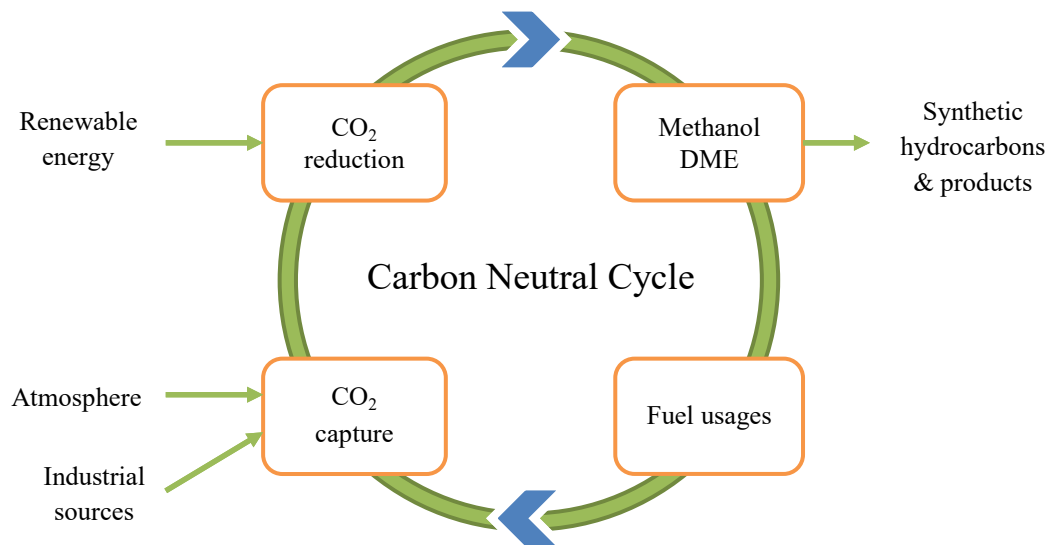 Renewable
energy
CO₂
reduction
Methanol
DME
Synthetic
hydrocarbons
& products
Carbon Neutral Cycle
Atmosphere
Industrial
sources
CO₂
capture
Fuel usages